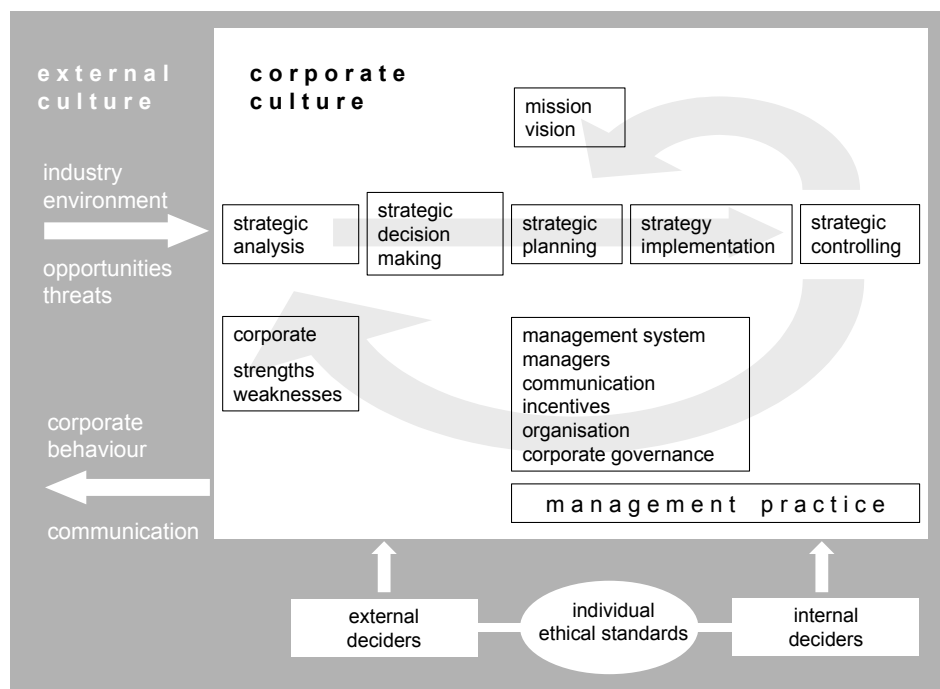 external
culture
corporate
culture
mission
vision
industry
environment
opportunities
threats
strategic
analysis
strategic
decision
making
strategic
planning
strategy
implementation
strategic
controlling
corporate
strengths
weaknesses
management system
managers
communication
incentives
organisation
corporate governance
management practice
corporate
behaviour
communication
external
deciders
individual
ethical standards
internal
deciders